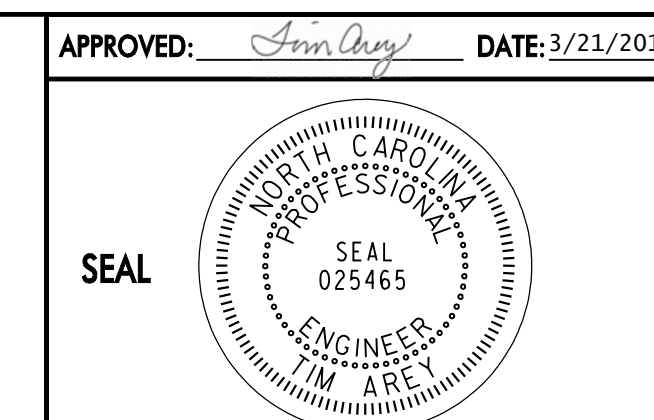 APPROVED: Tim Arey DATE: 3/21/201
SEAL
NORTH CAROLINA
PROFESSIONAL
SEAL
025465
ENGINEER
TIM AREY